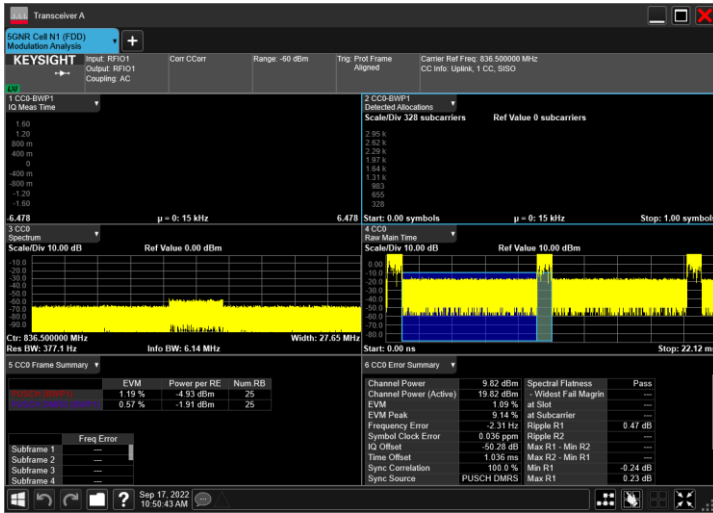 Transceiver A
5GNR Cell N1 (FDD)
Modulation Analysis
KEYSIGHT
Input: RFIO1
Output: RFIO1
Coupling: AC
Corr CCorr
Range: -60 dBm
Trig: Prot Frame
Aligned
Carrier Ref Freq: 836.500000 MHz
CC Info: Uplink, 1 CC, SISO
LXI
1 CC0-BWP1
IQ Meas Time
1.60
1.20
800 m
400 m
0
-400 m
-800 m
-1.20
-1.60
-6.478 μ = 0: 15 kHz 6.478
2 CC0-BWP1
Detected Allocations
Scale/Div 328 subcarriers Ref Value 0 subcarriers
2.95 k
2.62 k
2.29 k
1.97 k
1.64 k
1.31 k
983
655
328
Start: 0.00 symbols μ = 0: 15 kHz Stop: 1.00 symbols
3 CC0
Spectrum
Scale/Div 10.00 dB Ref Value 0.00 dBm
-10.0
-20.0
-30.0
-40.0
-50.0
-60.0
-70.0
-80.0
-90.0
Ctr: 836.500000 MHz Width: 27.65 MHz
Res BW: 377.1 Hz Info BW: 6.14 MHz
4 CC0
Raw Main Time
Scale/Div 10.00 dB Ref Value 10.00 dBm
0.00
-10.0
-20.0
-30.0
-40.0
-50.0
-60.0
-70.0
-80.0
Start: 0.00 ns Stop: 22.12 ms
5 CC0 Frame Summary
EVM Power per RE Num.RB
1.19 % -4.93 dBm 25
0.57 % -1.91 dBm 25
Freq Error
Subframe 1 ---
Subframe 2 ---
Subframe 3 ---
Subframe 4 ---
6 CC0 Error Summary
Channel Power 9.82 dBm Spectral Flatness Pass
Channel Power (Active) 19.82 dBm - Widest Fail Magrin ---
EVM 1.09 % at Slot ---
EVM Peak 9.14 % at Subcarrier ---
Frequency Error -2.31 Hz Ripple R1 0.47 dB
Symbol Clock Error 0.036 ppm Ripple R2 ---
IQ Offset -50.28 dB Max R1 - Min R2 ---
Time Offset 1.036 ms Max R2 - Min R1 ---
Sync Correlation 100.0 % Min R1 -0.24 dB
Sync Source PUSCH DMRS Max R1 0.23 dB
Sep 17, 2022
10:50:43 AM